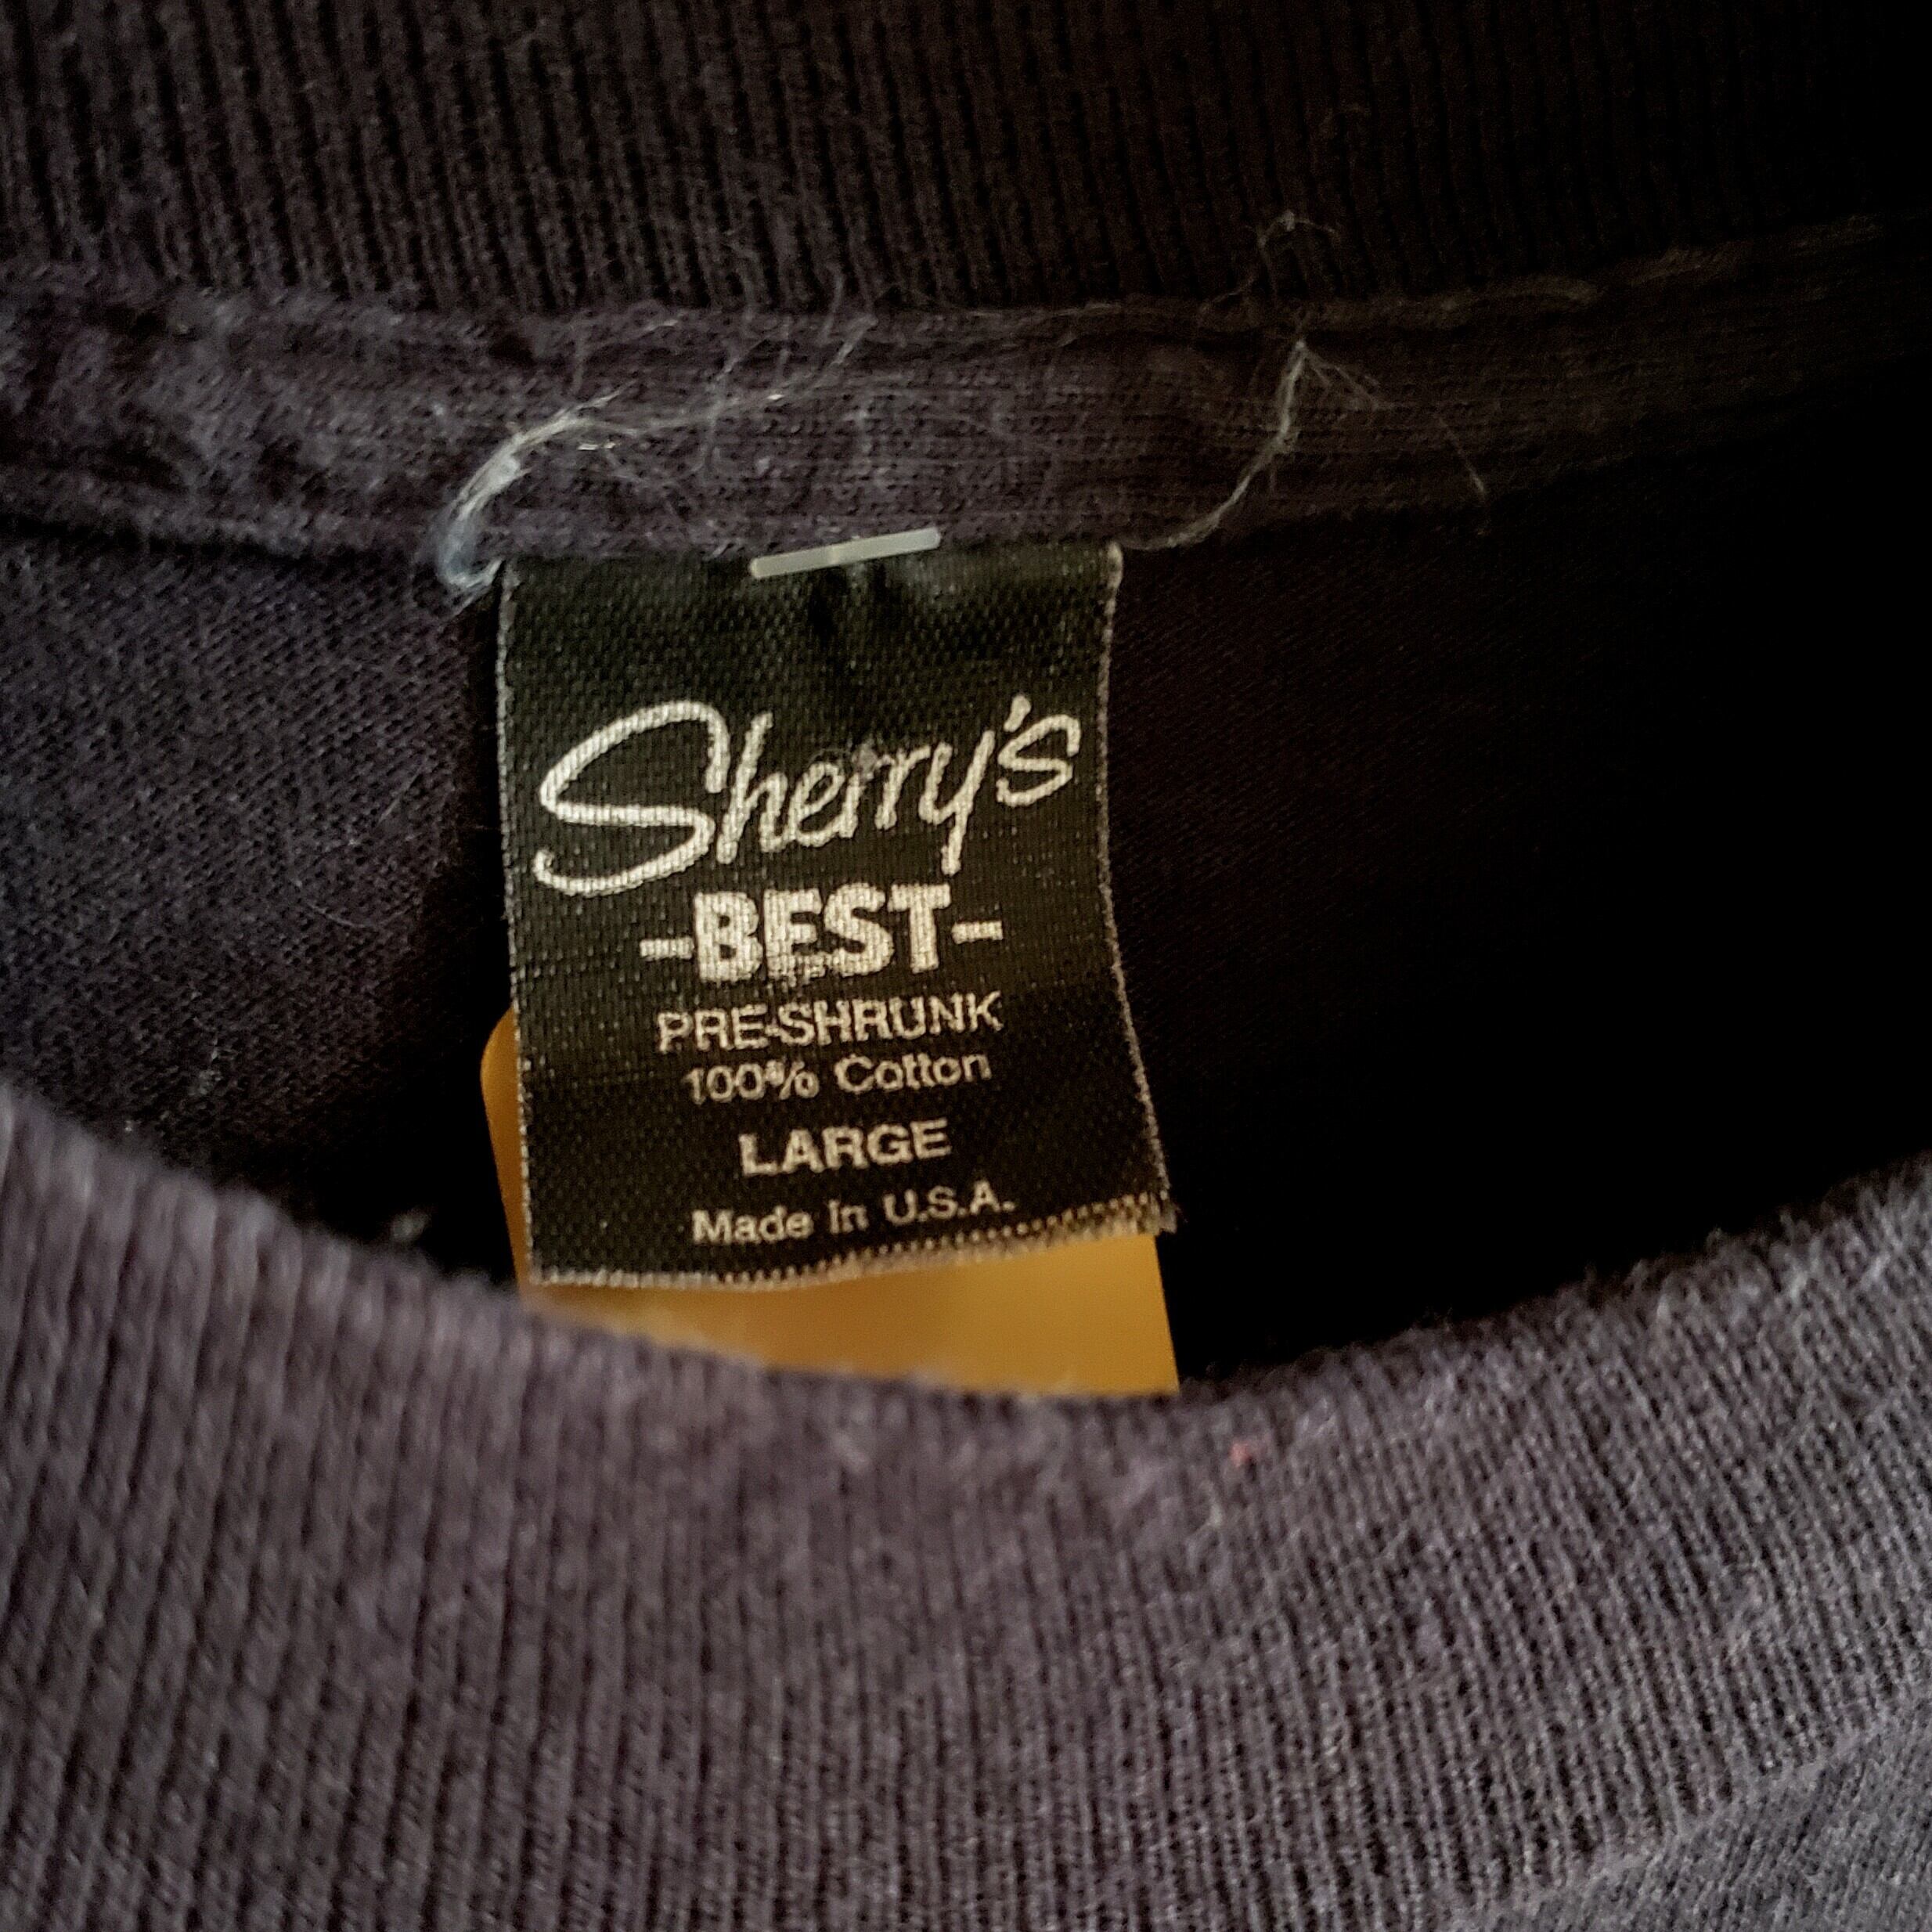 Sherry's
-BEST-
PRE-SHRUNK
100% Cotton
LARGE
Made in U.S.A.